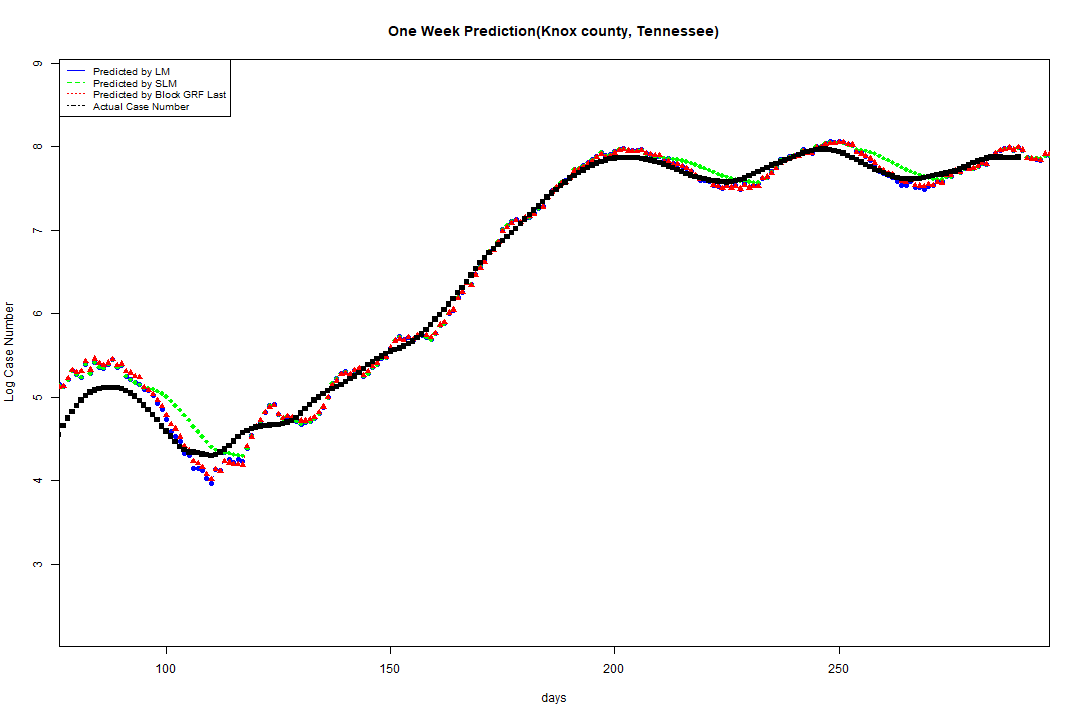 One Week Prediction(Knox county, Tennessee)
Predicted by LM
Predicted by SLM
Predicted by Block GRF Last
Actual Case Number
9
8
7
6
5
4
3
Log Case Number
100 150 200 250
days